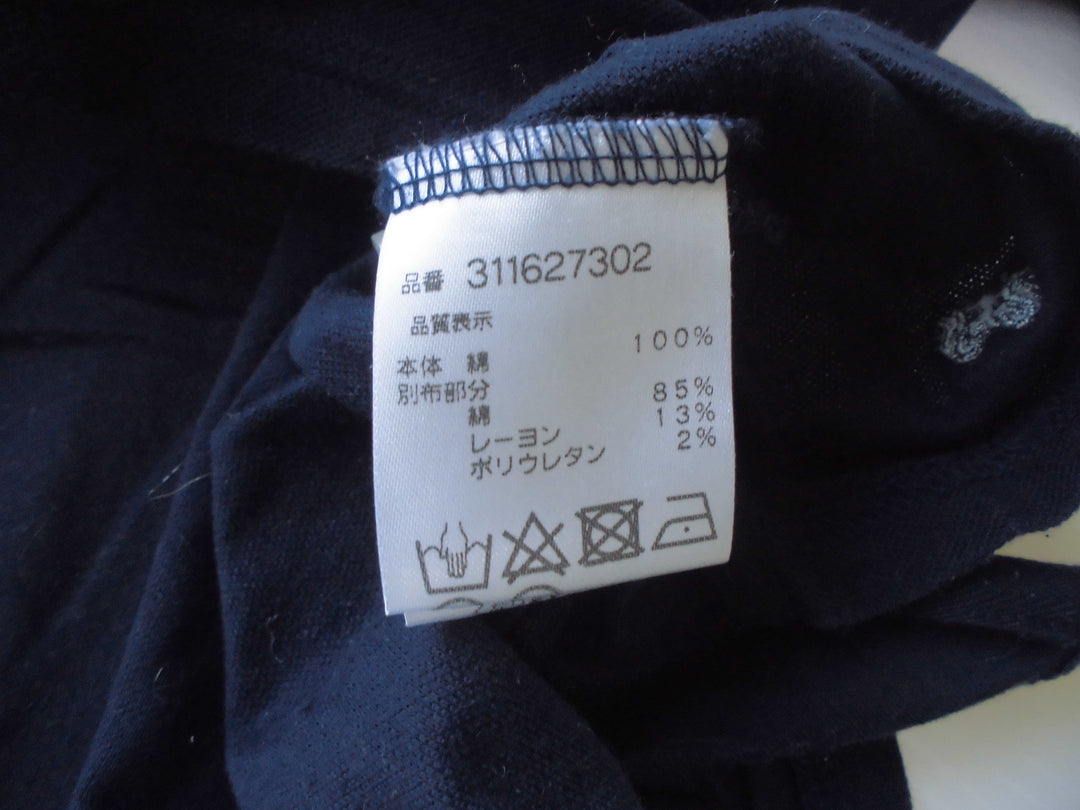 品番 311627302
品質表示
本体 綿 100%
別布部分
綿 85%
レーヨン 13%
ポリウレタン 2%